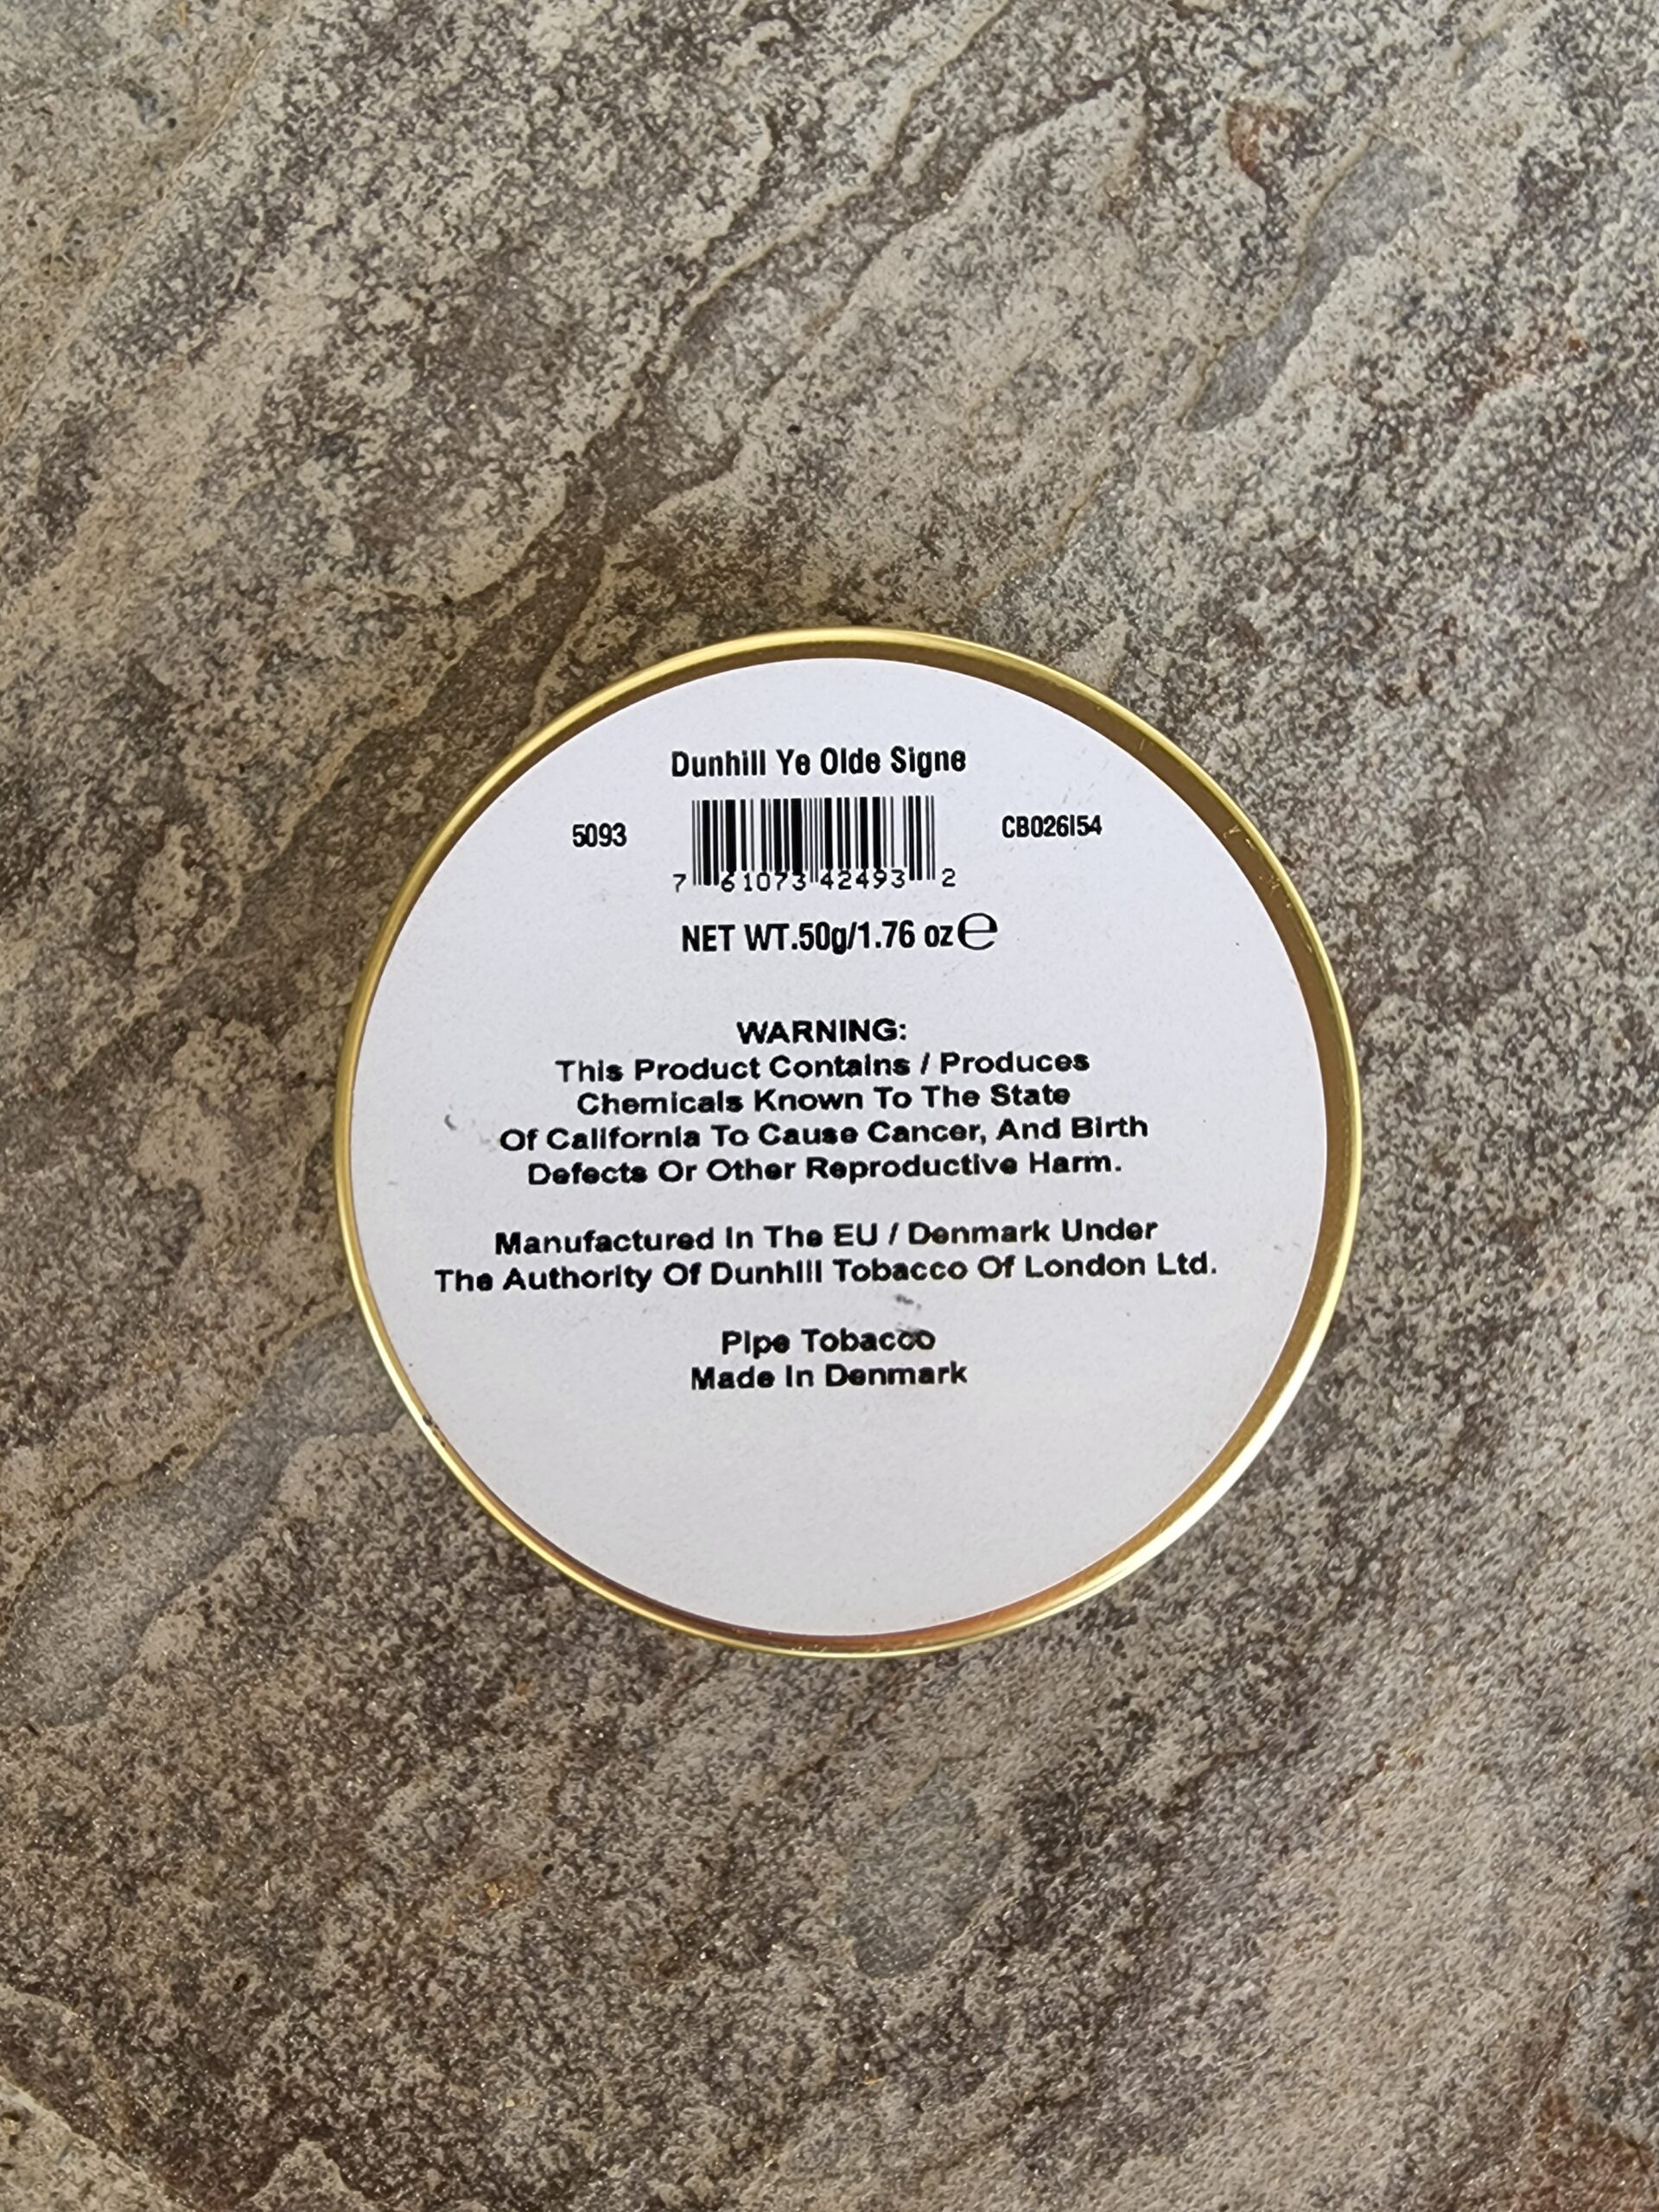 Dunhill Ye Olde Signe
5093
CB026I54
7 61073 42493 2
NET WT.50g/1.76 oz ℮
WARNING:
This Product Contains / Produces
Chemicals Known To The State
Of California To Cause Cancer, And Birth
Defects Or Other Reproductive Harm.
Manufactured In The EU / Denmark Under
The Authority Of Dunhill Tobacco Of London Ltd.
Pipe Tobacco
Made In Denmark